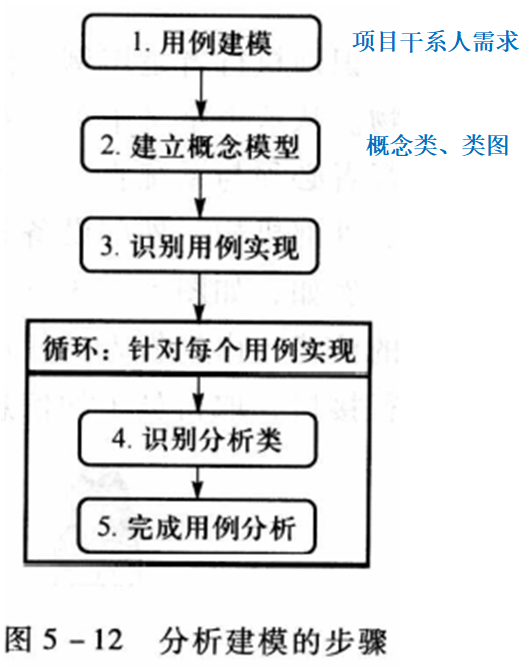 1. 用例建模
项目干系人需求
2. 建立概念模型
概念类、类图
3. 识别用例实现
循环：针对每个用例实现
4. 识别分析类
5. 完成用例分析
图 5-12 分析建模的步骤